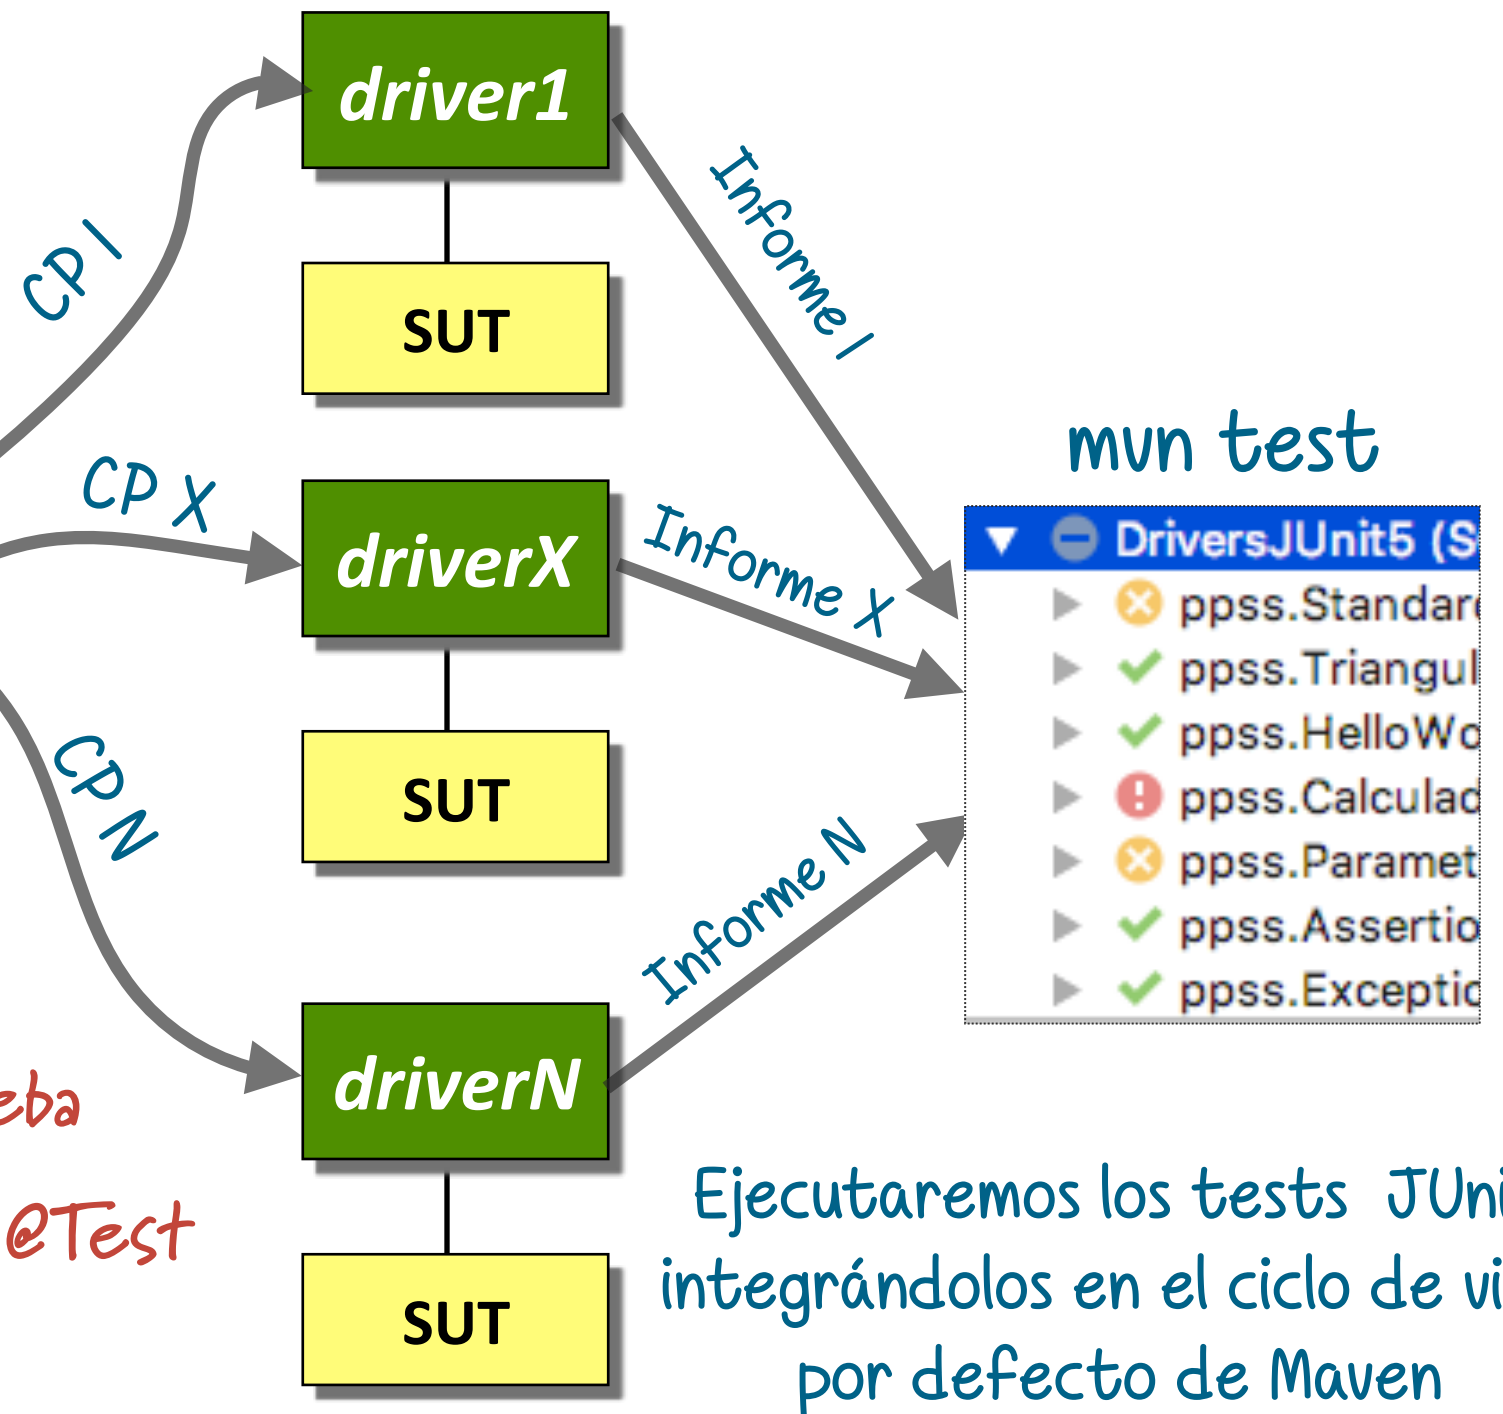 driver1
CP 1
Informe 1
SUT
mvn test
CP X
driverX
Informe X
DriversJUnit5 (S
ppss.Standar
ppss.Triangul
ppss.HelloWo
ppss.Calculad
ppss.Paramet
ppss.Assertio
ppss.Exceptio
SUT
CP N
Informe N
driverN
eba
@Test
SUT
Ejecutaremos los tests JUni
integrándolos en el ciclo de vi
por defecto de Maven